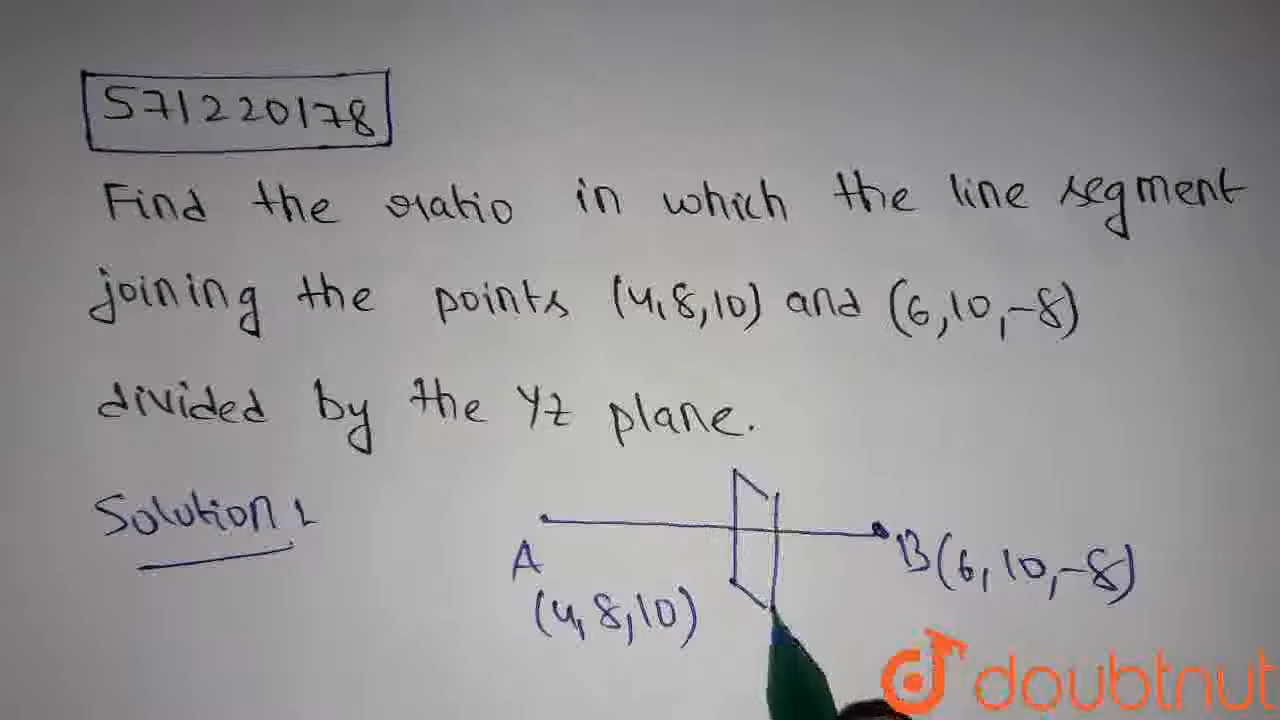 571220178
Find the ratio in which the line segment
joining the points (4,8,10) and (6,10,-8)
divided by the YZ plane.
Solution:
A
B(6,10,-8)
(4,8,10)
doubtnut